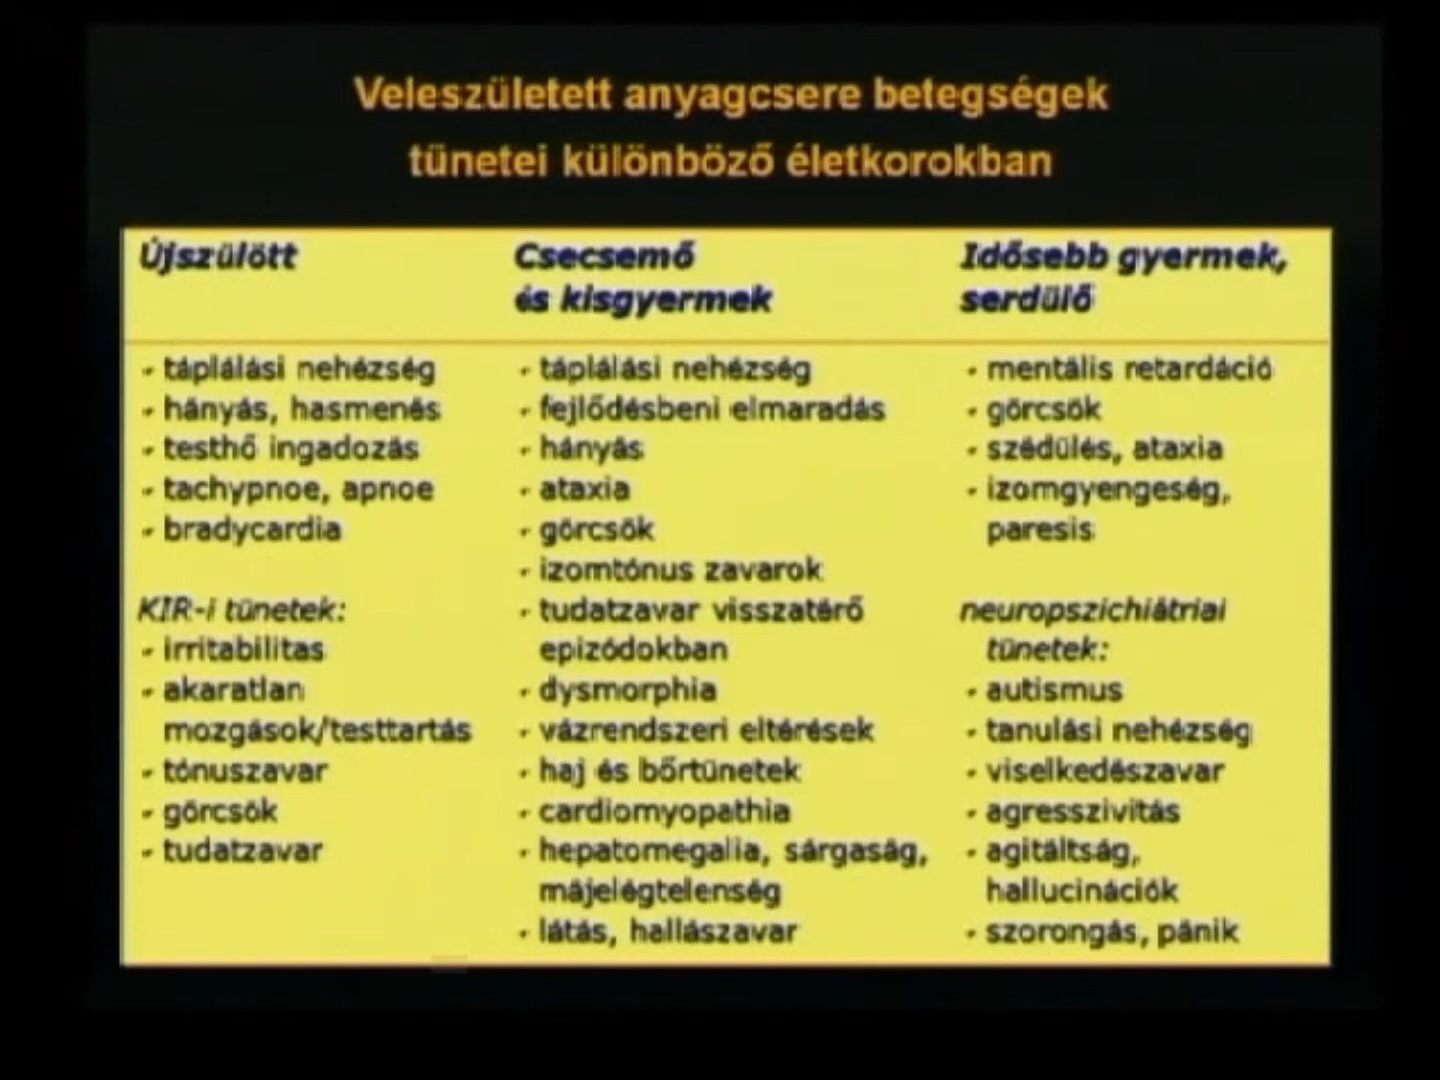 Veleszületett anyagcsere betegségek
tünetei különböző életkorokban
Újszülött
- táplálási nehézség
- hányás, hasmenés
- testhő ingadozás
- tachypnoe, apnoe
- bradycardia
KIR-i tünetek:
- irritabilitas
- akaratlan
mozgások/testtartás
- tónuszavar
- görcsök
- tudatzavar
Csecsemő
és kisgyermek
- táplálási nehézség
- fejlődésbeni elmaradás
- hányás
- ataxia
- görcsök
- izomtónus zavarok
- tudatzavar visszatérő
epizódokban
- dysmorphia
- vázrendszeri eltérések
- haj és bőrtünetek
- cardiomyopathia
- hepatomegalia, sárgaság,
májelégtelenség
- látás, hallászavar
Idősebb gyermek,
serdülő
- mentális retardáció
- görcsök
- szédülés, ataxia
- izomgyengeség,
paresis
neuropszichiátriai
tünetek:
- autismus
- tanulási nehézség
- viselkedészavar
- agresszivitás
- agitáltság,
hallucinációk
- szorongás, pánik